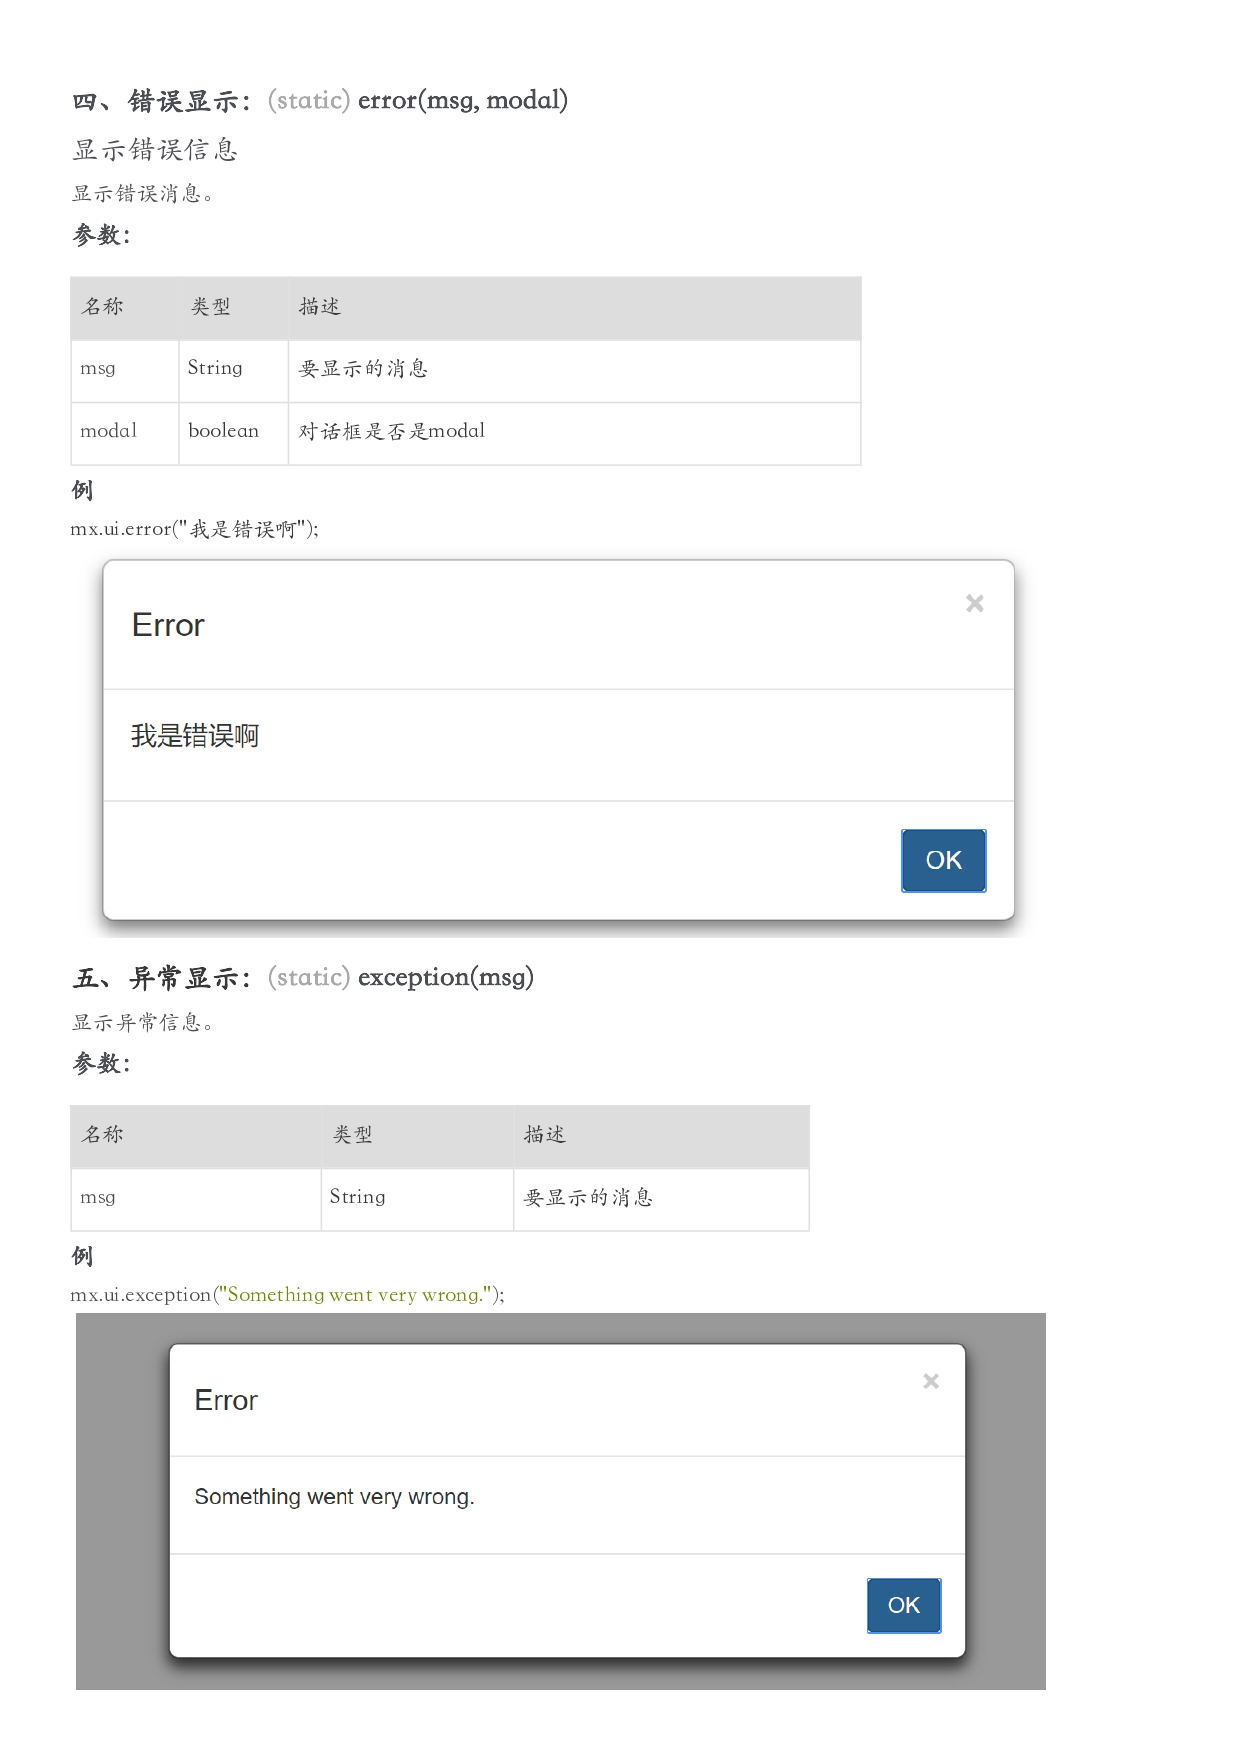 四、错误显示：(static) error(msg, modal)
显示错误信息
显示错误消息。
参数：
名称 类型 描述
msg String 要显示的消息
modal boolean 对话框是否是modal
例
mx.ui.error("我是错误啊");
×
Error
我是错误啊
OK
五、异常显示：(static) exception(msg)
显示异常信息。
参数：
名称 类型 描述
msg String 要显示的消息
例
mx.ui.exception("Something went very wrong.");
×
Error
Something went very wrong.
OK